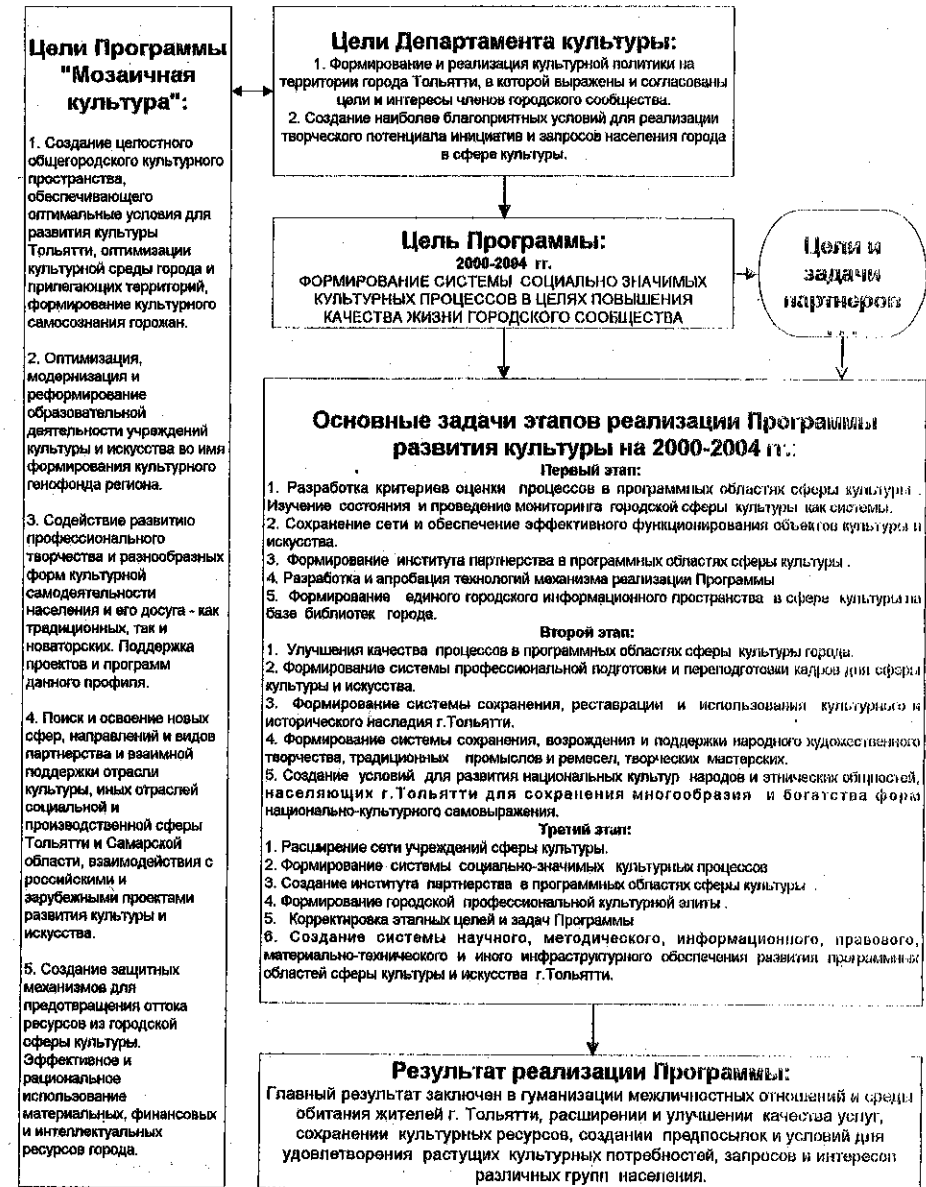 Цели Программы
"Мозаичная
культура":
1. Создание целостного
общегородского культурного
пространства,
обеспечивающего
оптимальные условия для
развития культуры
Тольятти, оптимизации
культурной среды города и
прилегающих территорий,
формирование культурного
самосознания горожан.
2. Оптимизация,
модернизация и
реформирование
образовательной
деятельности учреждений
культуры и искусства во имя
формирования культурного
генофонда региона.
3. Содействие развитию
профессионального
творчества и разнообразных
форм культурной
самодеятельности
населения и его досуга - как
традиционных, так и
новаторских. Поддержка
проектов и программ
данного профиля.
4. Поиск и освоение новых
сфер, направлений и видов
партнерства и взаимной
поддержки отрасли
культуры, иных отраслей
социальной и
производственной сферы
Тольятти и Самарской
области, взаимодействия с
российскими и
зарубежными проектами
развития культуры и
искусства.
5. Создание защитных
механизмов для
предотвращения оттока
ресурсов из городской
сферы культуры.
Эффективное и
рациональное
использование
материальных, финансовых
и интеллектуальных
ресурсов города.
Цели Департамента культуры:
1. Формирование и реализация культурной политики на
территории города Тольятти, в которой выражены и согласованы
цели и интересы членов городского сообщества.
2. Создание наиболее благоприятных условий для реализации
творческого потенциала инициатив и запросов населения города
в сфере культуры.
Цель Программы:
2000-2004 гг.
ФОРМИРОВАНИЕ СИСТЕМЫ СОЦИАЛЬНО ЗНАЧИМЫХ
КУЛЬТУРНЫХ ПРОЦЕССОВ В ЦЕЛЯХ ПОВЫШЕНИЯ
КАЧЕСТВА ЖИЗНИ ГОРОДСКОГО СООБЩЕСТВА
Цели и
задачи
партнеров
...
Основные задачи этапов реализации Программы
развития культуры на 2000-2004 гг.:
Первый этап:
1. Разработка критериев оценки процессов в программных областях сферы культуры .
Изучение состояния и проведение мониторинга городской сферы культуры как системы.
2. Сохранение сети и обеспечение эффективного функционирования объектов культуры и
искусства.
3. Формирование института партнерства в программных областях сферы культуры .
4. Разработка и апробация технологий механизма реализации Программы
5. Формирование единого городского информационного пространства в сфере культуры на
базе библиотек города.
Второй этап:
1. Улучшения качества процессов в программных областях сферы культуры города.
2. Формирование системы профессиональной подготовки и переподготовки кадров для сферы
культуры и искусства.
3. Формирование системы сохранения, реставрации и использования культурного и
исторического наследия г.Тольятти.
4. Формирование системы сохранения, возрождения и поддержки народного художественного
творчества, традиционных промыслов и ремесел, творческих мастерских.
5. Создание условий для развития национальных культур народов и этнических общностей,
населяющих г.Тольятти для сохранения многообразия и богатства форм
национально-культурного самовыражения.
Третий этап:
1. Расширение сети учреждений сферы культуры.
2. Формирование системы социально-значимых культурных процессов
3. Создание института партнерства в программных областях сферы культуры .
4. Формирование городской профессиональной культурной элиты .
5. Корректировка этапных целей и задач Программы
6. Создание системы научного, методического, информационного, правового,
материально-технического и иного инфраструктурного обеспечения развития программных
областей сферы культуры и искусства г.Тольятти.
Результат реализации Программы:
Главный результат заключен в гуманизации межличностных отношений и среды
обитания жителей г. Тольятти, расширении и улучшении качества услуг,
сохранении культурных ресурсов, создании предпосылок и условий для
удовлетворения растущих культурных потребностей, запросов и интересов
различных групп населения.